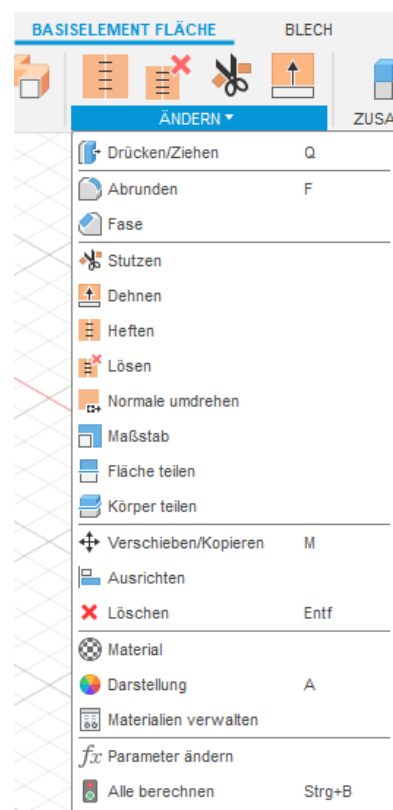 BASISELEMENT FLÄCHE BLECH
ÄNDERN ZUSA
Drücken/Ziehen Q
Abrunden F
Fase
Stutzen
Dehnen
Heften
Lösen
Normale umdrehen
Maßstab
Fläche teilen
Körper teilen
Verschieben/Kopieren M
Ausrichten
Löschen Entf
Material
Darstellung A
Materialien verwalten
fx Parameter ändern
Alle berechnen Strg+B